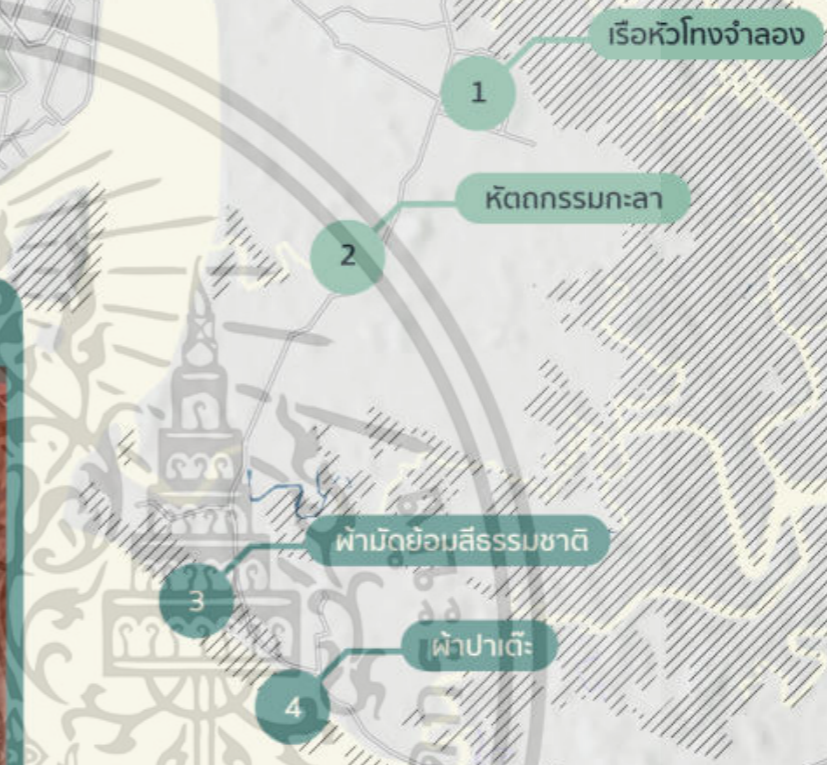 เรือหัวโทงจำลอง
1
หัตถกรรมกะลา
2
ผ้ามัดย้อมสีธรรมชาติ
3
ผ้าปาเต๊ะ
4